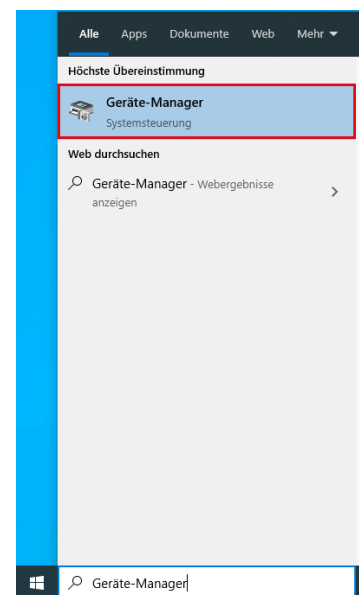 Alle Apps Dokumente Web Mehr
Höchste Übereinstimmung
Geräte-Manager
Systemsteuerung
Web durchsuchen
Geräte-Manager - Webergebnisse
anzeigen
Geräte-Manager